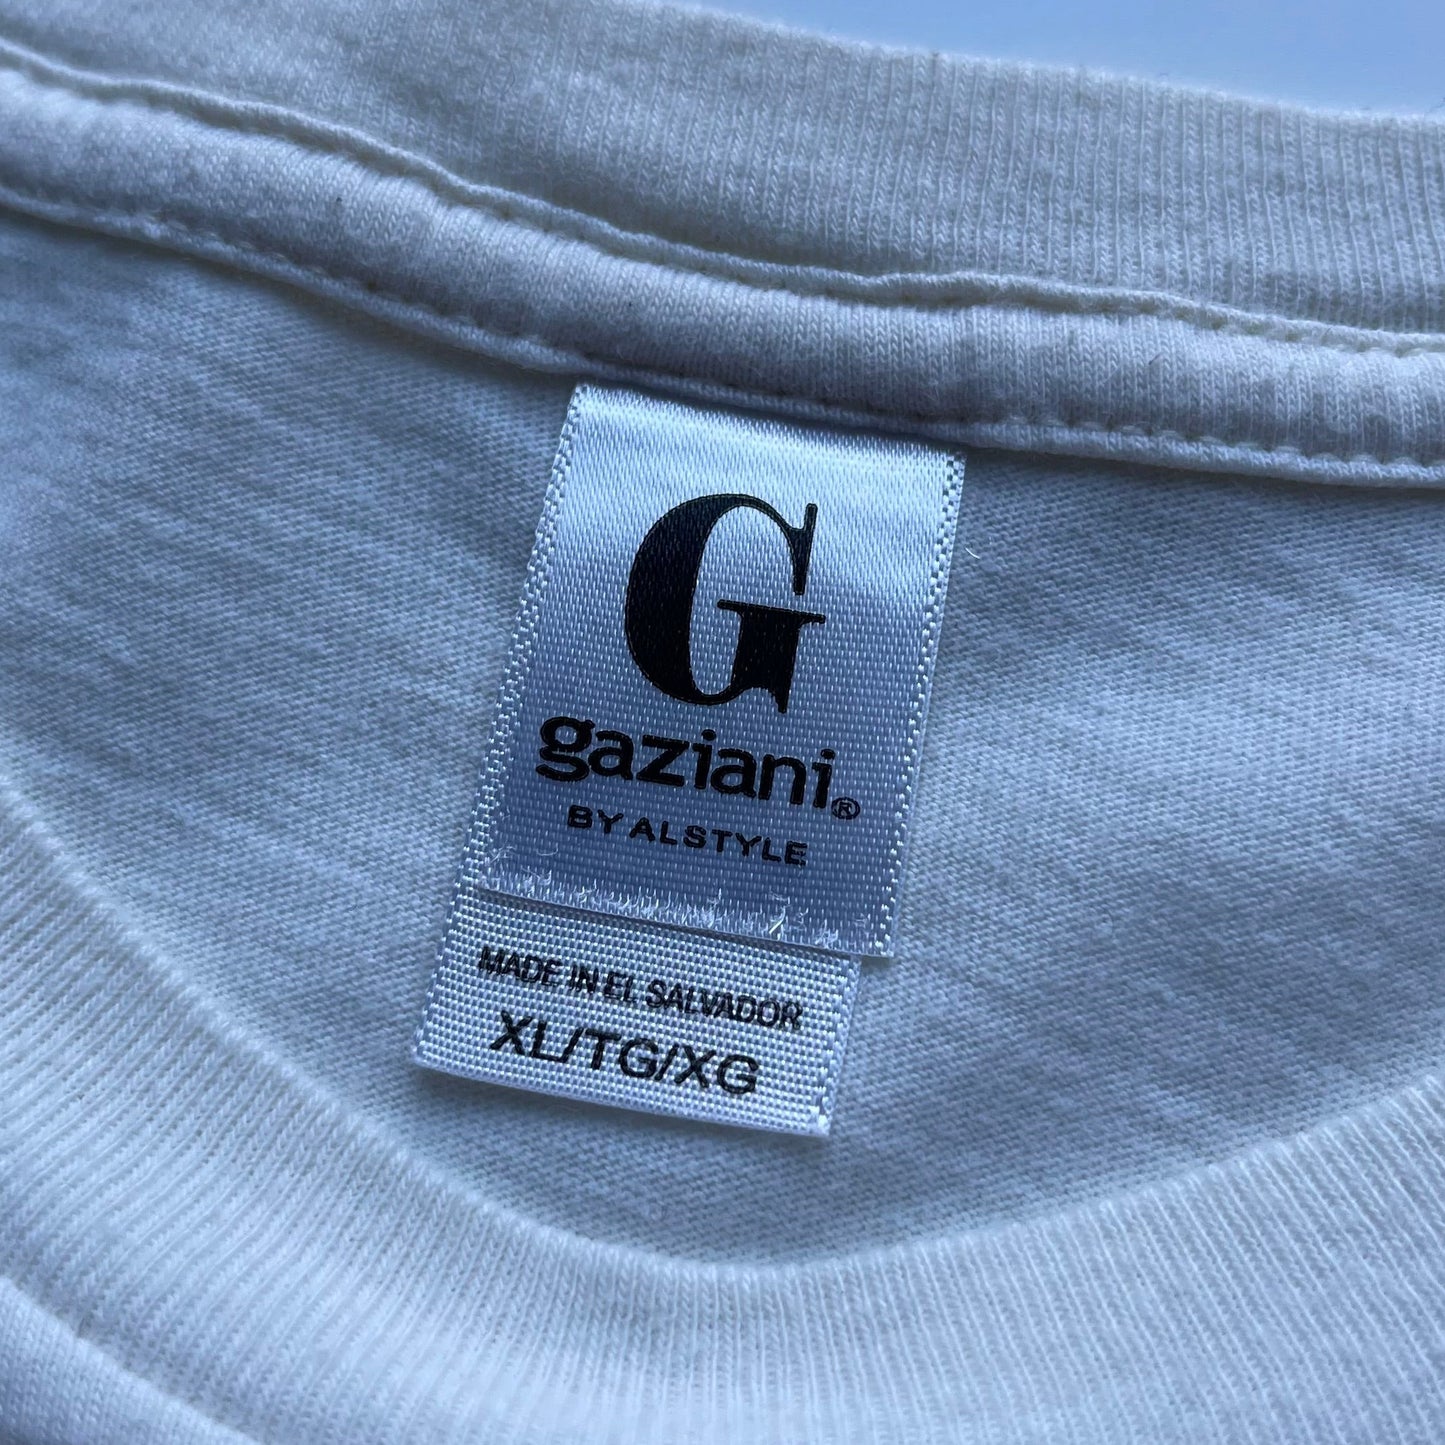 G
gaziani®
BY ALSTYLE
MADE IN EL SALVADOR
XL/TG/XG